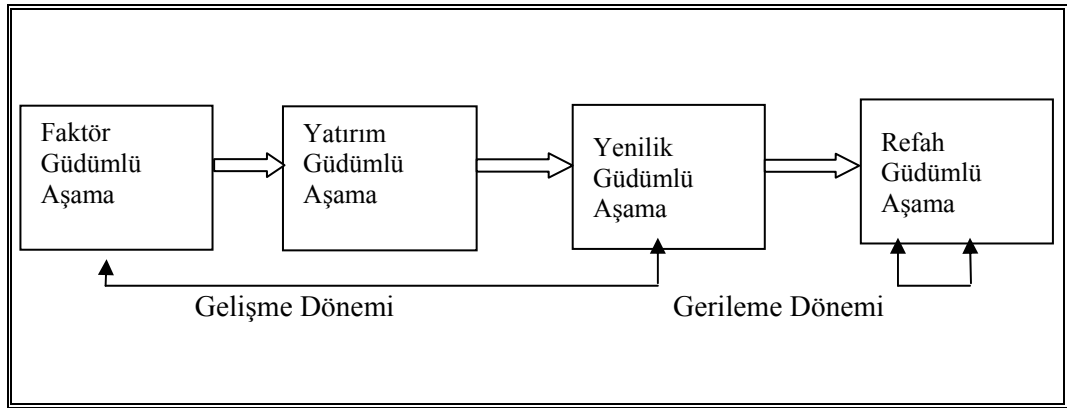 Faktör
Güdümlü
Aşama
Yatırım
Güdümlü
Aşama
Yenilik
Güdümlü
Aşama
Refah
Güdümlü
Aşama
Gelişme Dönemi
Gerileme Dönemi